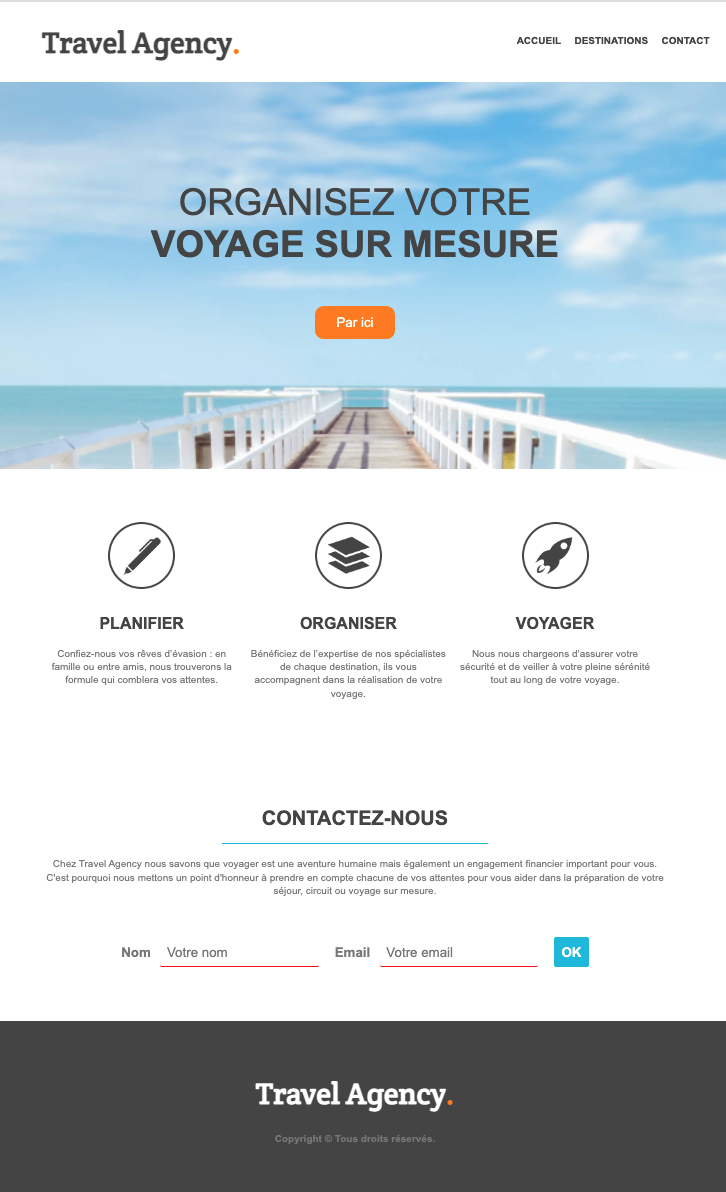 Travel Agency.
ACCUEIL DESTINATIONS CONTACT
ORGANISEZ VOTRE
VOYAGE SUR MESURE
Par ici
PLANIFIER
Confiez-nous vos rêves d'évasion : en
famille ou entre amis, nous trouverons la
formule qui comblera vos attentes.
ORGANISER
Bénéficiez de l'expertise de nos spécialistes
de chaque destination, ils vous
accompagnent dans la réalisation de votre
voyage.
VOYAGER
Nous nous chargeons d'assurer votre
sécurité et de veiller à votre pleine sérénité
tout au long de votre voyage.
CONTACTEZ-NOUS
Chez Travel Agency nous savons que voyager est une aventure humaine mais également un engagement financier important pour vous.
C'est pourquoi nous mettons un point d'honneur à prendre en compte chacune de vos attentes pour vous aider dans la préparation de votre
séjour, circuit ou voyage sur mesure.
Nom Votre nom Email Votre email OK
Travel Agency.
Copyright © Tous droits réservés.